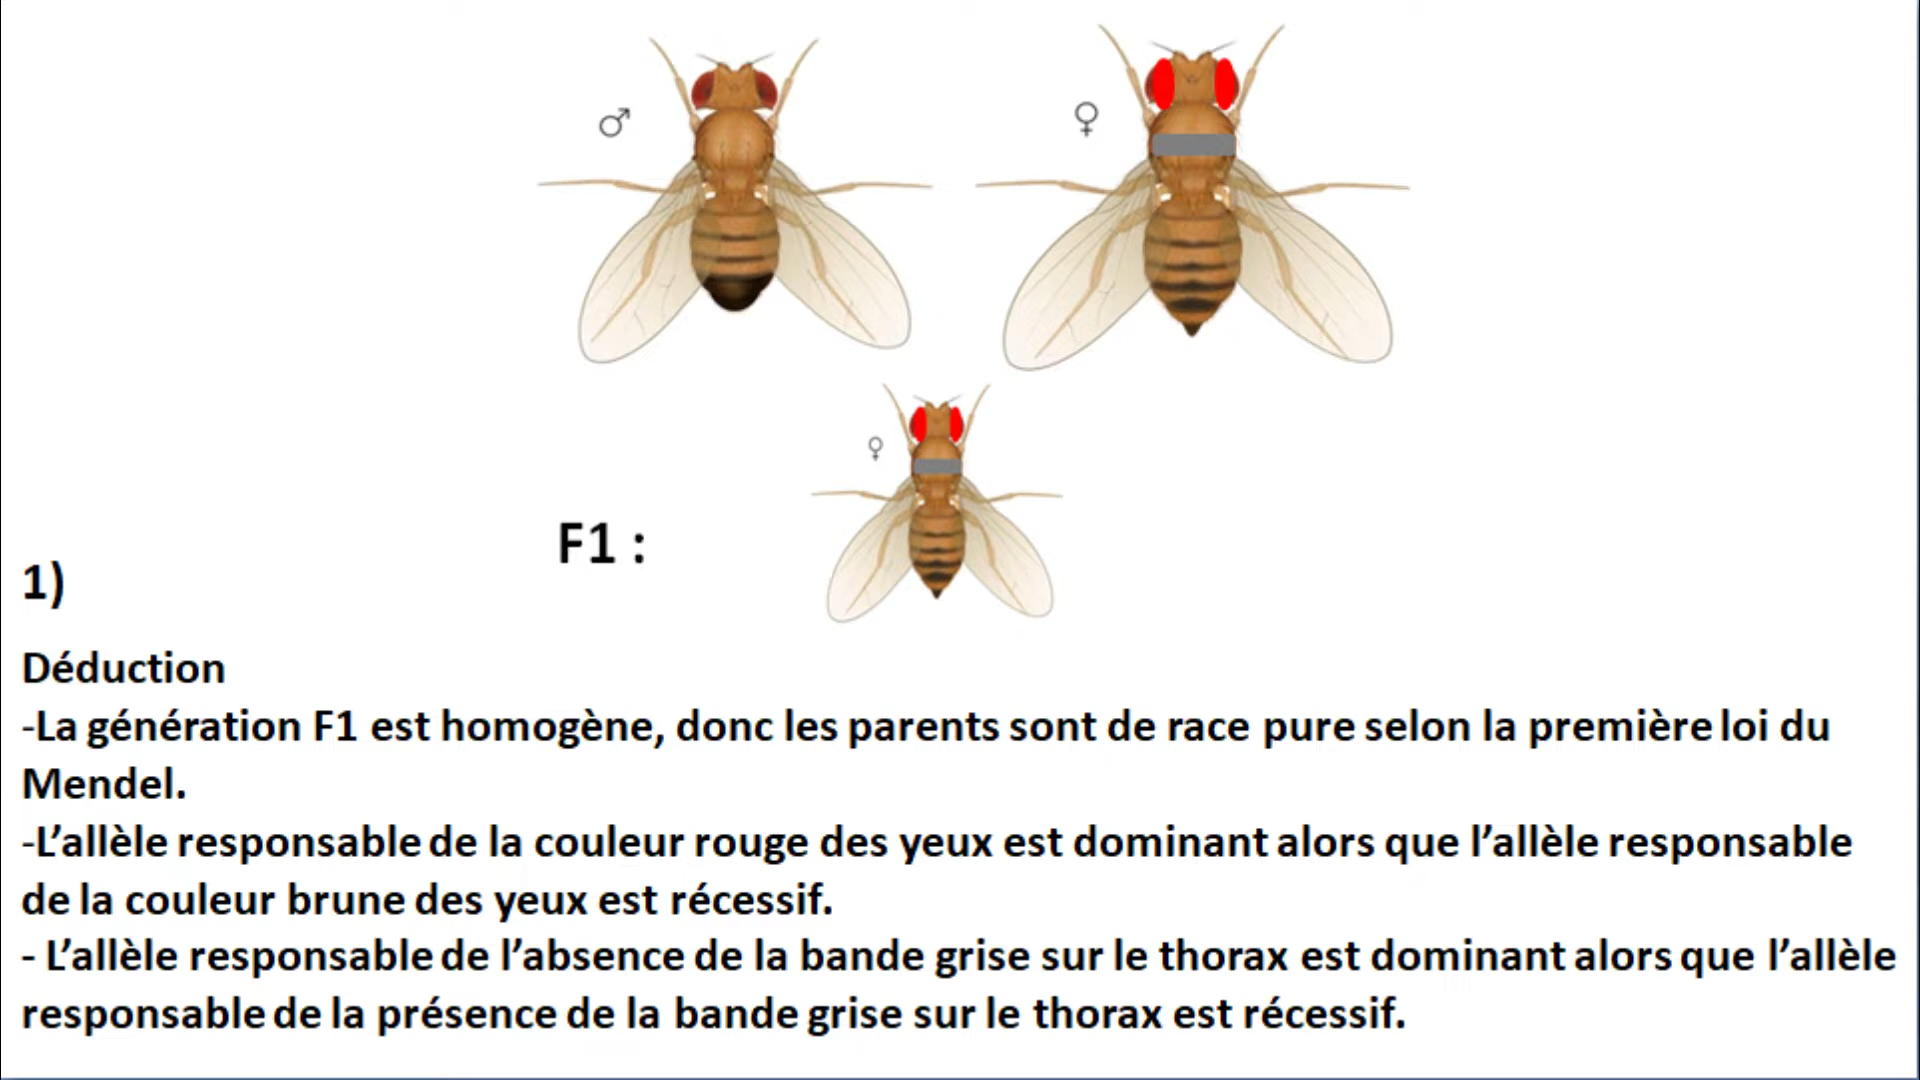 ♂
♀
♀
F1 :
1)
Déduction
-La génération F1 est homogène, donc les parents sont de race pure selon la première loi du
Mendel.
-L’allèle responsable de la couleur rouge des yeux est dominant alors que l’allèle responsable
de la couleur brune des yeux est récessif.
- L’allèle responsable de l’absence de la bande grise sur le thorax est dominant alors que l’allèle
responsable de la présence de la bande grise sur le thorax est récessif.